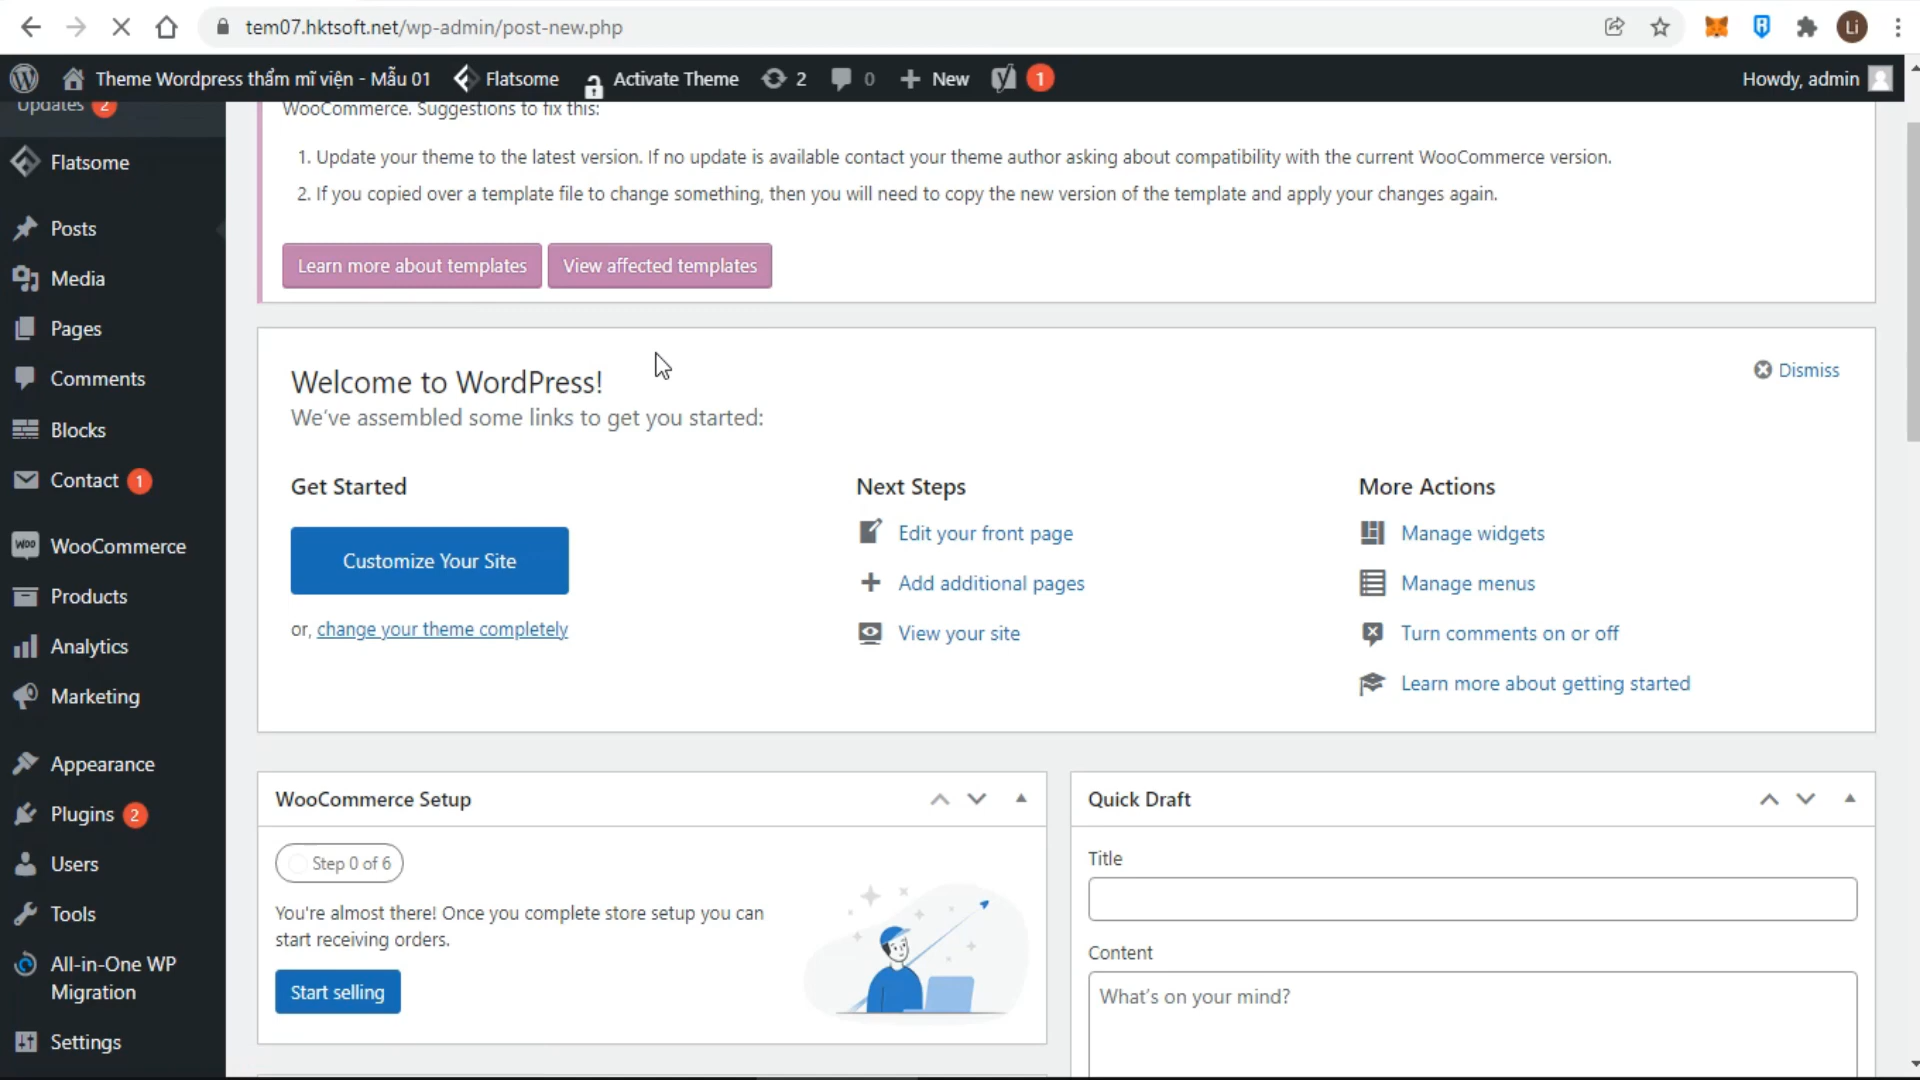 tem07.hktsoft.net/wp-admin/post-new.php
Li
Theme Wordpress thẩm mĩ viện - Mẫu 01
Flatsome
Activate Theme
2
0
New
1
Howdy, admin
Updates 2
Flatsome
Posts
Media
Pages
Comments
Blocks
Contact 1
WooCommerce
Products
Analytics
Marketing
Appearance
Plugins 2
Users
Tools
All-in-One WP
Migration
Settings
WooCommerce. Suggestions to fix this:
1. Update your theme to the latest version. If no update is available contact your theme author asking about compatibility with the current WooCommerce version.
2. If you copied over a template file to change something, then you will need to copy the new version of the template and apply your changes again.
Learn more about templates
View affected templates
Welcome to WordPress!
Dismiss
We've assembled some links to get you started:
Get Started
Customize Your Site
or, change your theme completely
Next Steps
Edit your front page
Add additional pages
View your site
More Actions
Manage widgets
Manage menus
Turn comments on or off
Learn more about getting started
WooCommerce Setup
Step 0 of 6
You're almost there! Once you complete store setup you can
start receiving orders.
Start selling
Quick Draft
Title
Content
What's on your mind?